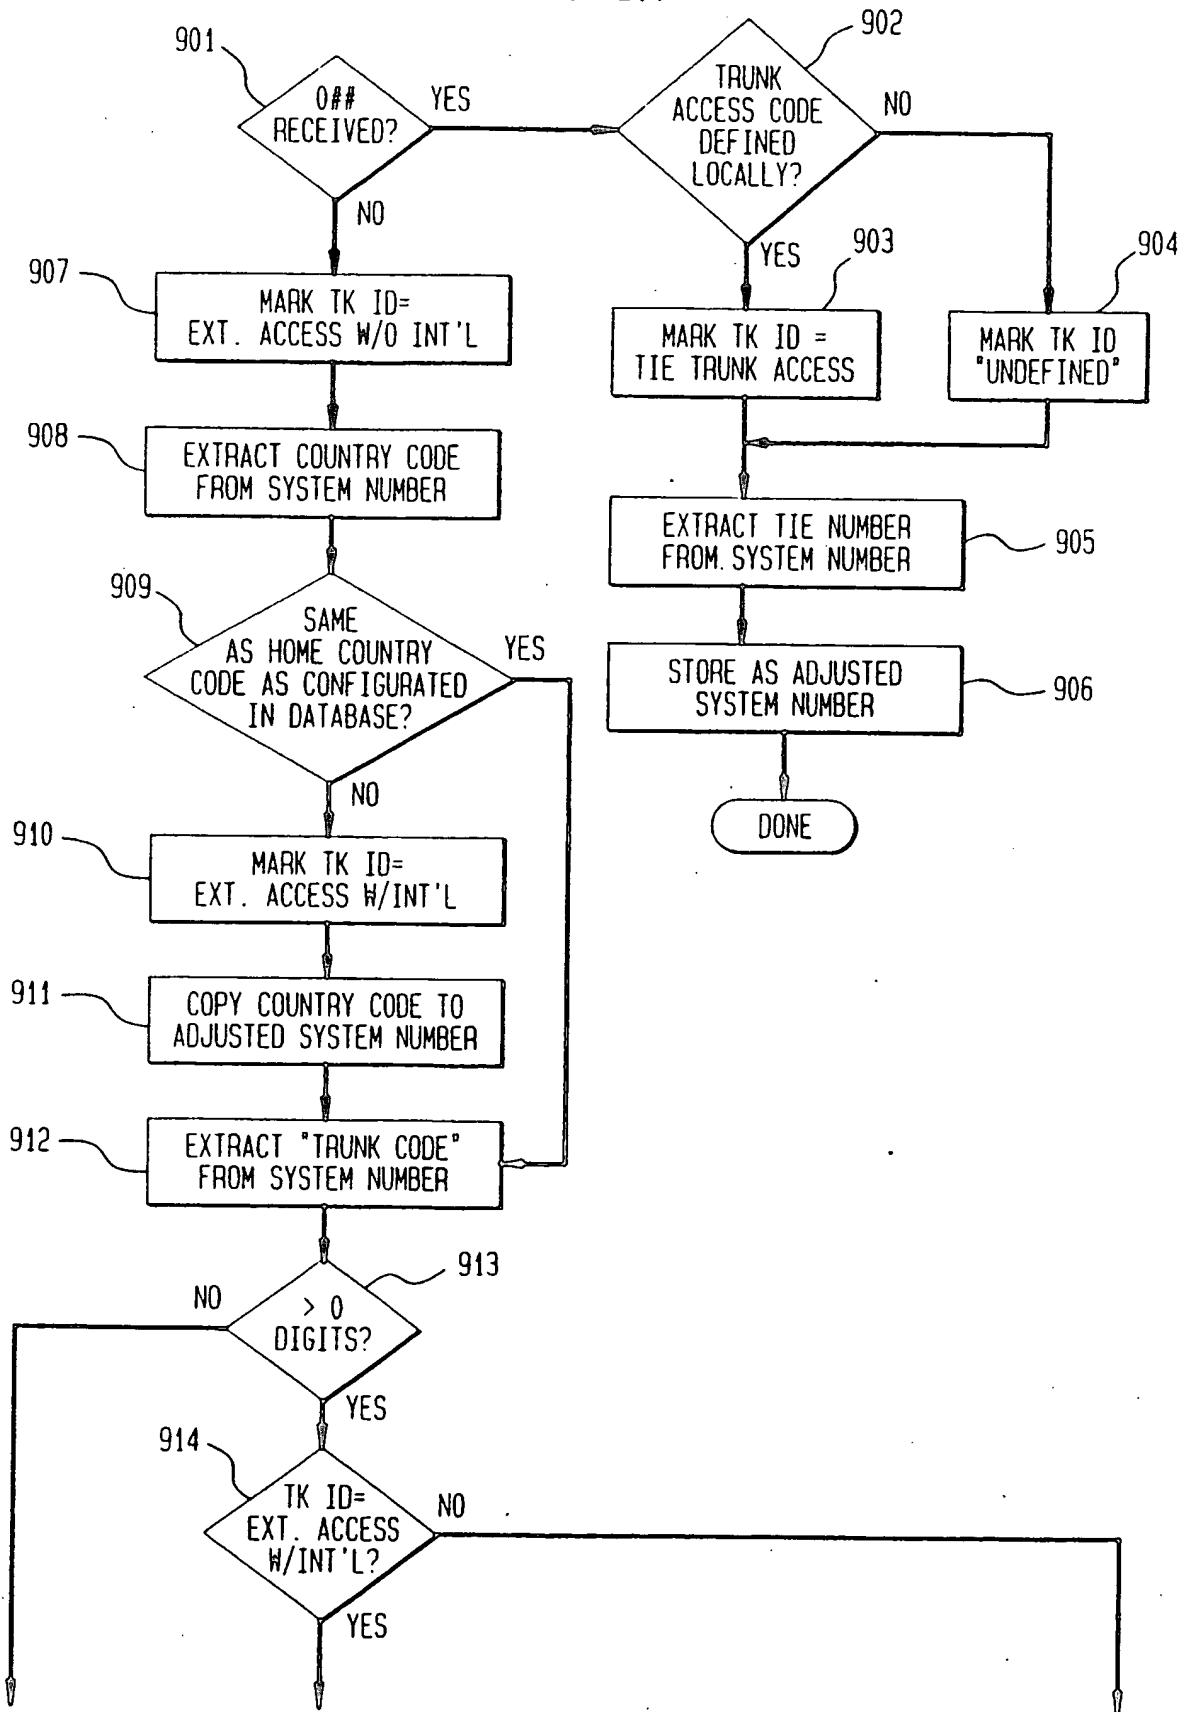 901
0##
RECEIVED?
YES
NO
902
TRUNK
ACCESS CODE
DEFINED
LOCALLY?
NO
YES
903
MARK TK ID =
TIE TRUNK ACCESS
904
MARK TK ID
"UNDEFINED"
905
EXTRACT TIE NUMBER
FROM SYSTEM NUMBER
906
STORE AS ADJUSTED
SYSTEM NUMBER
DONE
907
MARK TK ID=
EXT. ACCESS W/O INT'L
908
EXTRACT COUNTRY CODE
FROM SYSTEM NUMBER
909
SAME
AS HOME COUNTRY
CODE AS CONFIGURATED
IN DATABASE?
YES
NO
910
MARK TK ID=
EXT. ACCESS W/INT'L
911
COPY COUNTRY CODE TO
ADJUSTED SYSTEM NUMBER
912
EXTRACT "TRUNK CODE"
FROM SYSTEM NUMBER
913
> 0
DIGITS?
NO
YES
914
TK ID=
EXT. ACCESS
W/INT'L?
NO
YES